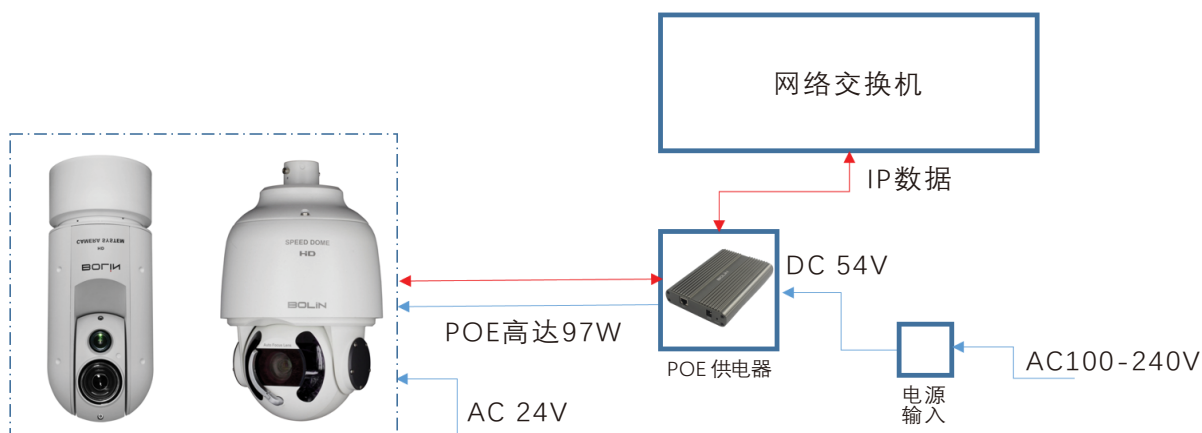 网络交换机
IP数据
SPEED DOME
HD
BOLIN
BOLIN
DC 54V
POE高达97W
POE 供电器
AC100-240V
电源
输入
AC 24V